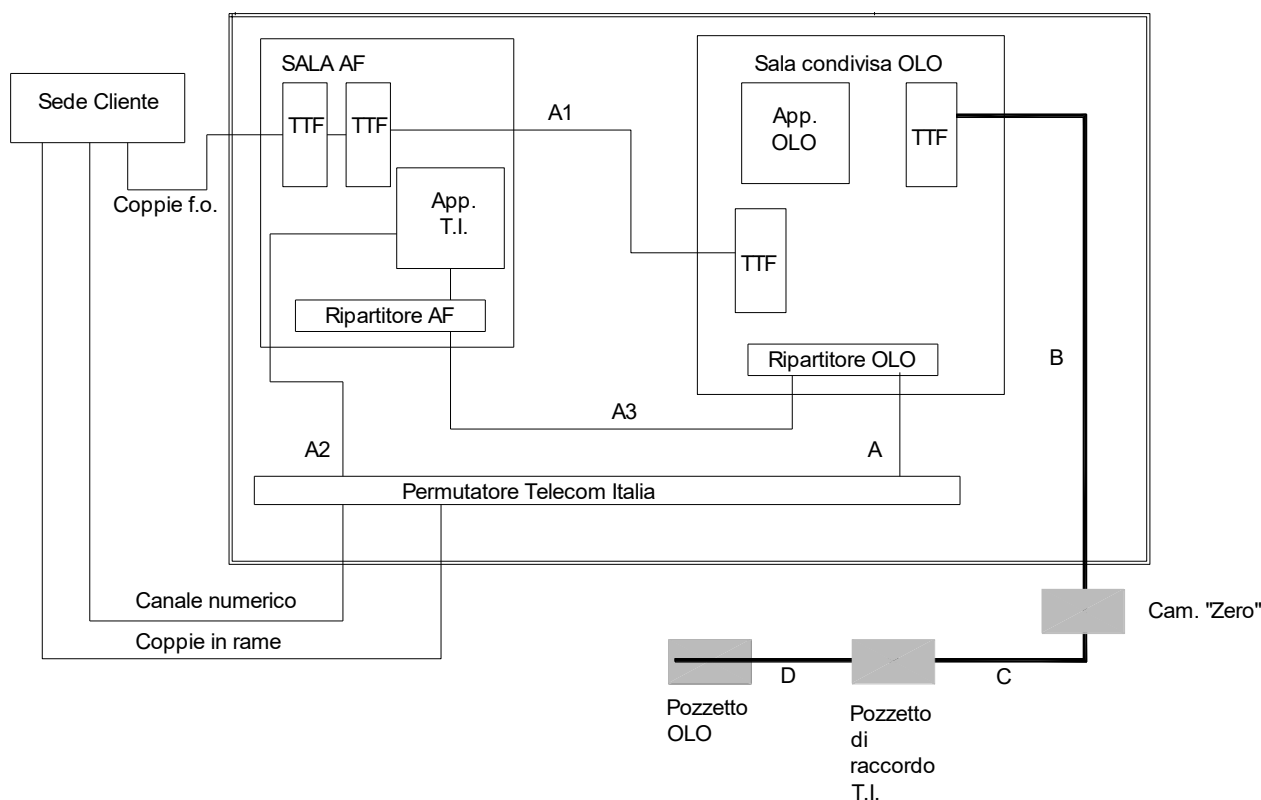 SALA AF
Sala condivisa OLO
Sede Cliente
TTF
TTF
A1
App.
OLO
TTF
Coppie f.o.
App.
T.I.
TTF
Ripartitore AF
Ripartitore OLO
B
A3
A2
A
Permutatore Telecom Italia
Canale numerico
Cam. "Zero"
Coppie in rame
D
C
Pozzetto
OLO
Pozzetto
di
raccordo
T.I.